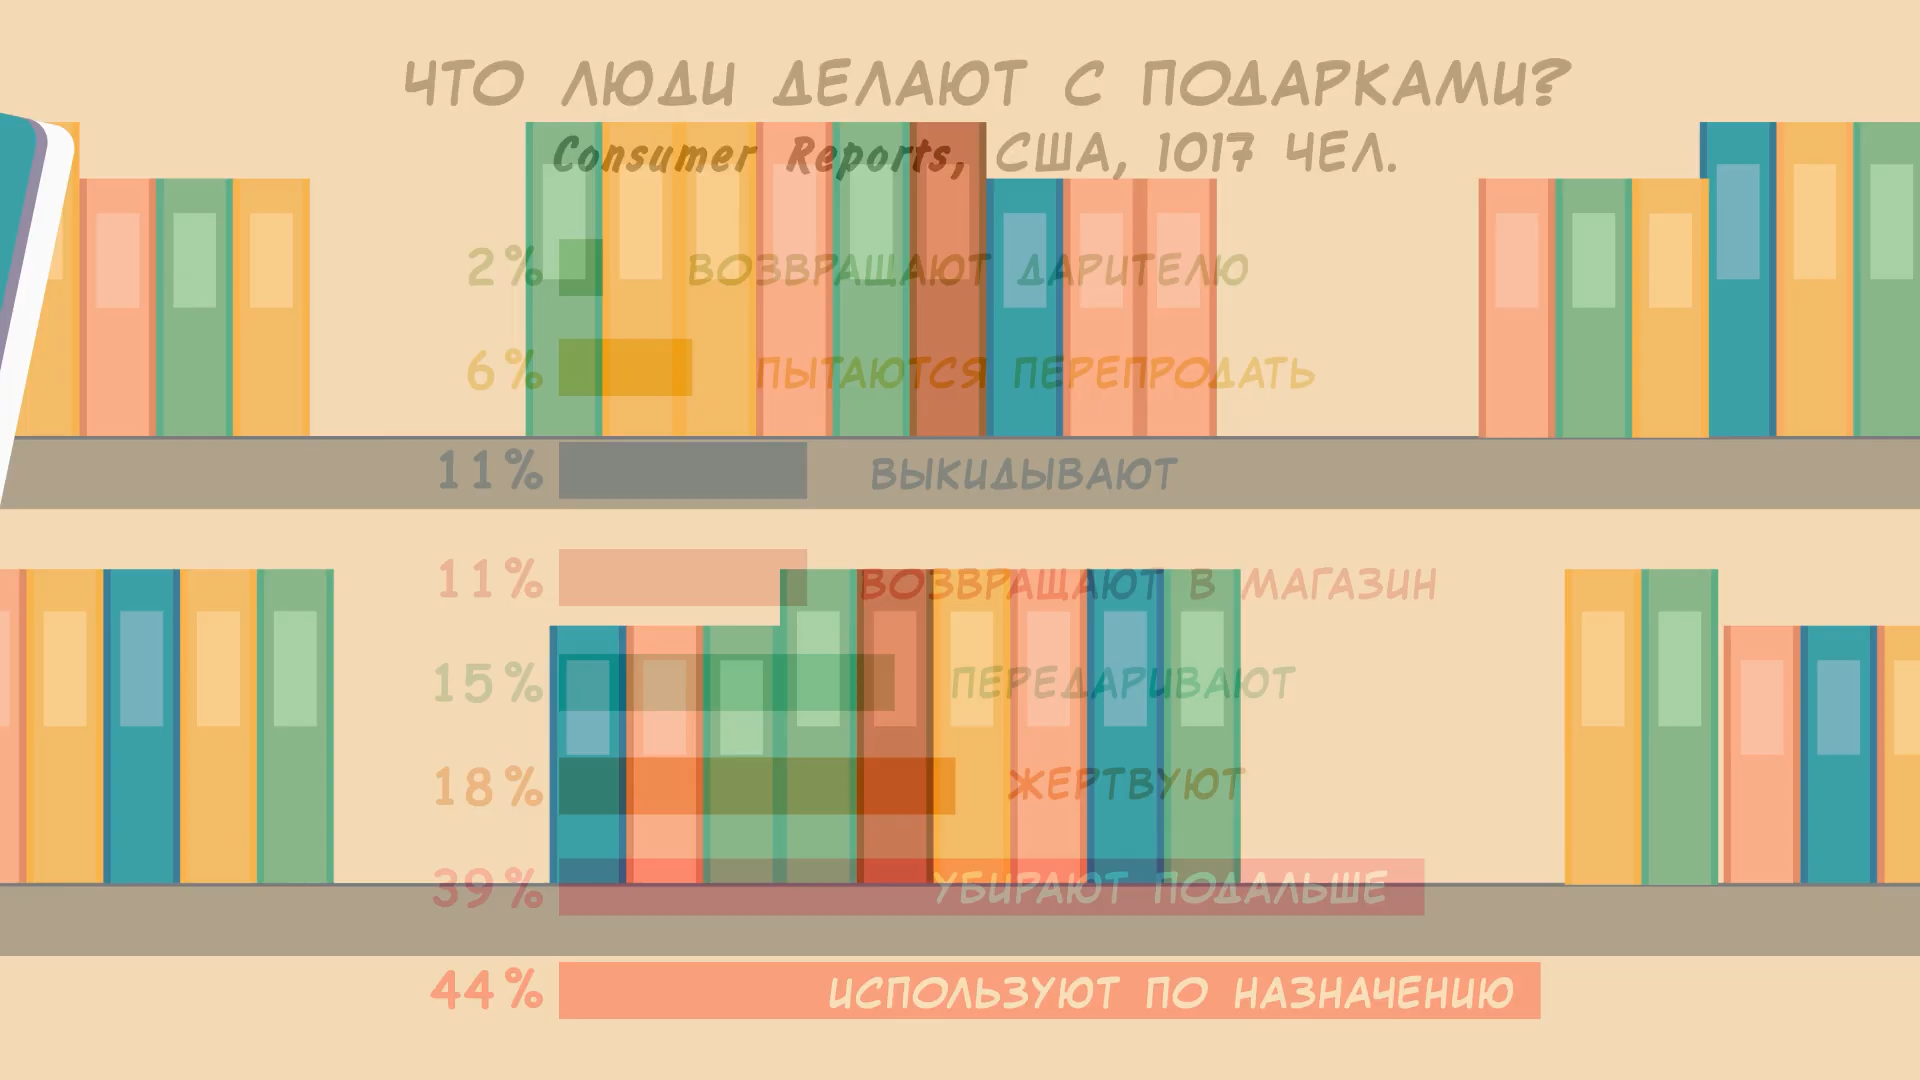 ЧТО ЛЮДИ ДЕЛАЮТ С ПОДАРКАМИ?
Consumer Reports, США, 1017 ЧЕЛ.
2% ВОЗВРАЩАЮТ ДАРИТЕЛЮ
6% ПЫТАЮТСЯ ПЕРЕПРОДАТЬ
11% ВЫКИДЫВАЮТ
11% ВОЗВРАЩАЮТ В МАГАЗИН
15% ПЕРЕДАРИВАЮТ
18% ЖЕРТВУЮТ
39% УБИРАЮТ ПОДАЛЬШЕ
44% ИСПОЛЬЗУЮТ ПО НАЗНАЧЕНИЮ